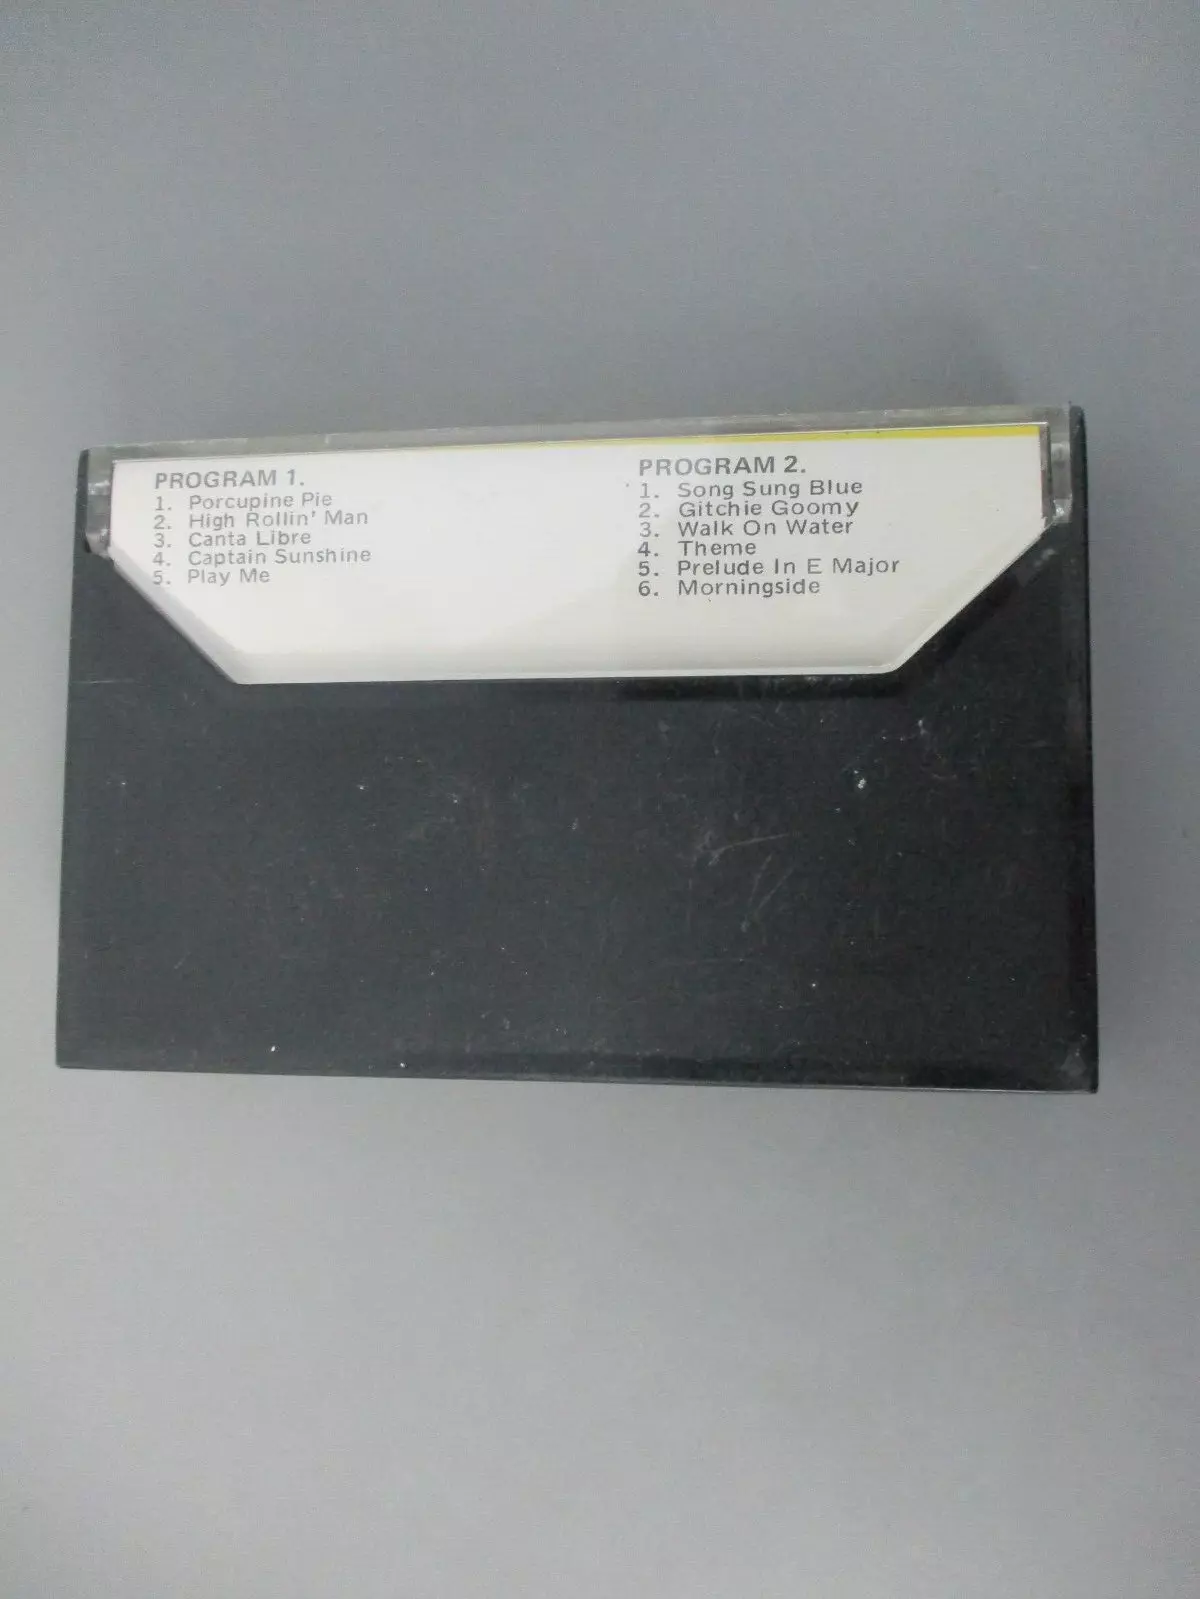 PROGRAM 1.
1. Porcupine Pie
2. High Rollin' Man
3. Canta Libre
4. Captain Sunshine
5. Play Me
PROGRAM 2.
1. Song Sung Blue
2. Gitchie Goomy
3. Walk On Water
4. Theme
5. Prelude In E Major
6. Morningside